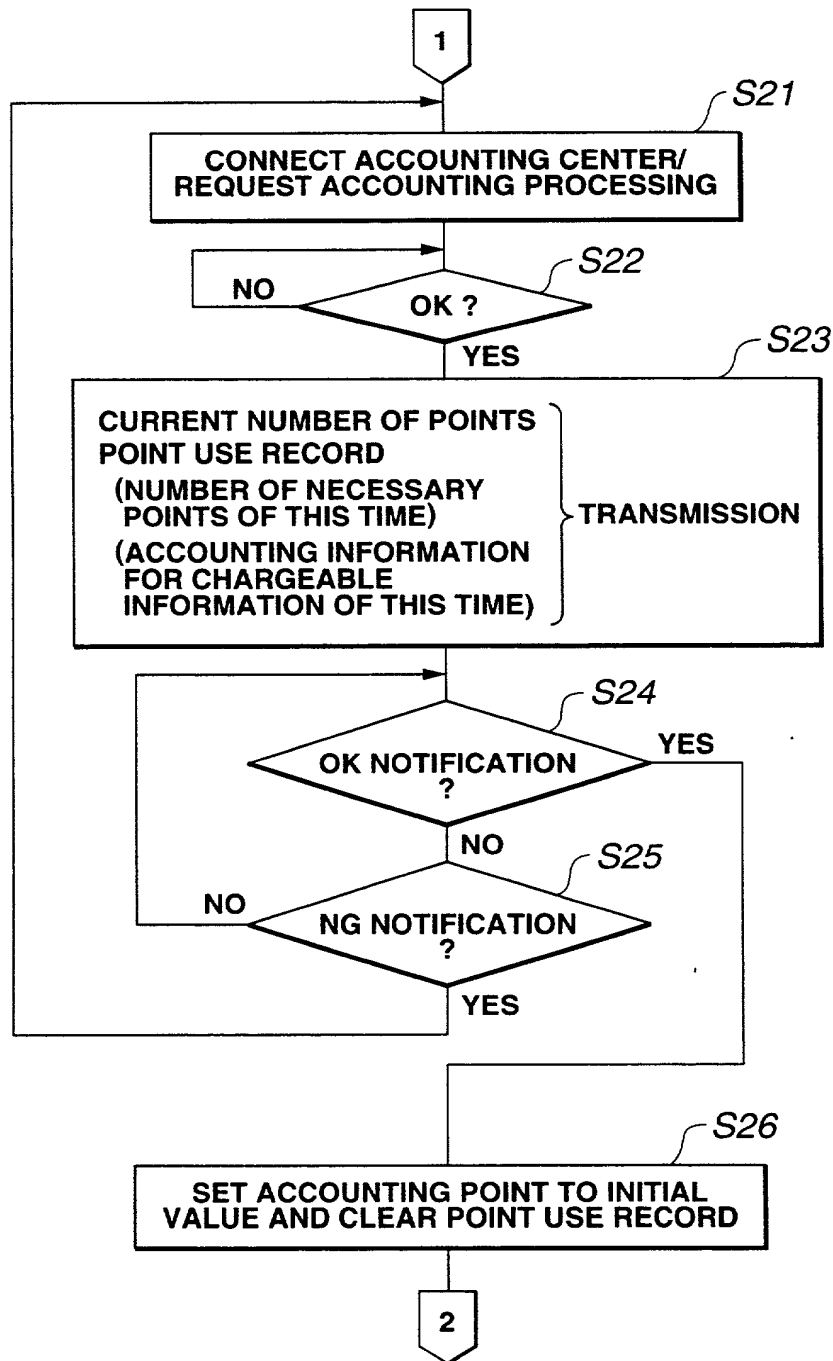 1
S21
CONNECT ACCOUNTING CENTER/
REQUEST ACCOUNTING PROCESSING
S22
NO
OK ?
YES
S23
CURRENT NUMBER OF POINTS
POINT USE RECORD
(NUMBER OF NECESSARY
POINTS OF THIS TIME)
(ACCOUNTING INFORMATION
FOR CHARGEABLE
INFORMATION OF THIS TIME)
TRANSMISSION
S24
YES
OK NOTIFICATION
?
NO
S25
NO
NG NOTIFICATION
?
YES
S26
SET ACCOUNTING POINT TO INITIAL
VALUE AND CLEAR POINT USE RECORD
2